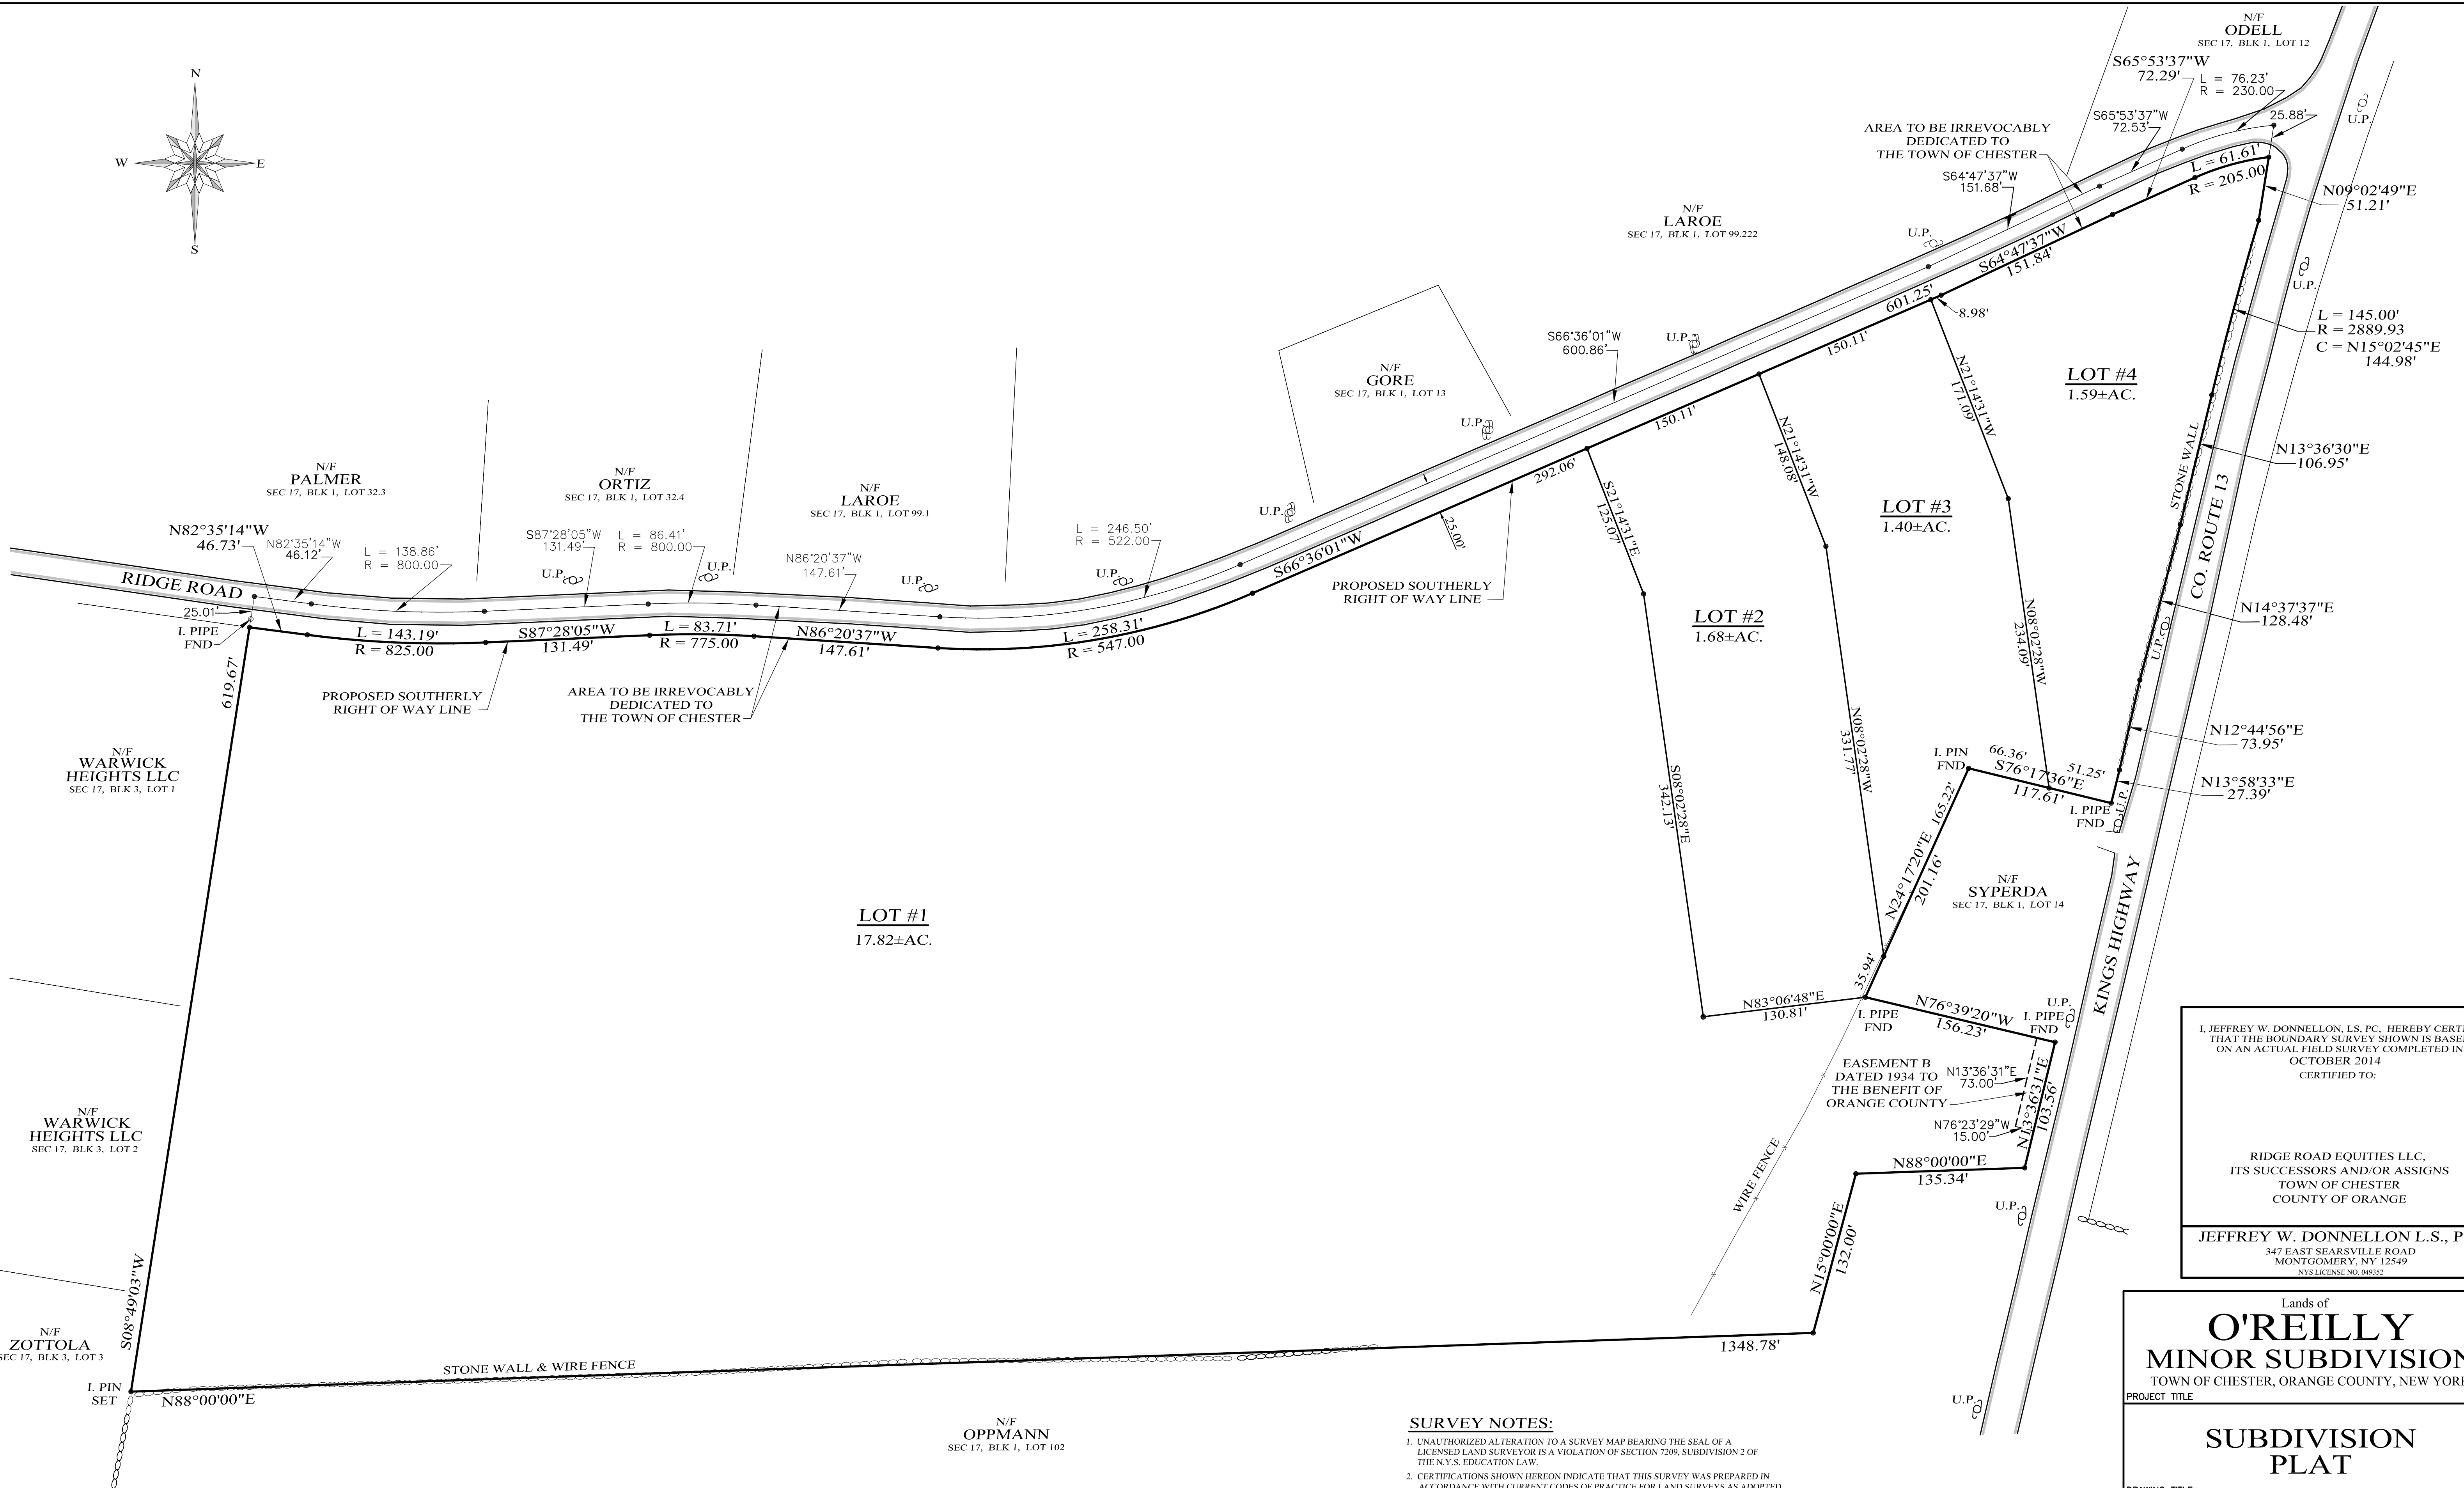 N
W
E
S
N/F
ODELL
SEC 17, BLK 1, LOT 12
S65°53'37"W
72.29'
L = 76.23'
R = 230.00
25.88'
U.P.
S65°53'37"W
72.53'
AREA TO BE IRREVOCABLY
DEDICATED TO
THE TOWN OF CHESTER
S64°47'37"W
151.68'
L = 61.61'
R = 205.00
N09°02'49"E
51.21'
N/F
LAROE
SEC 17, BLK 1, LOT 99.222
U.P.
S64°47'37"W
151.84'
U.P.
601.25'
8.98'
L = 145.00'
R = 2889.93
C = N15°02'45"E
144.98'
S66°36'01"W
600.86'
U.P.
150.11'
N/F
GORE
SEC 17, BLK 1, LOT 13
N21°14'31"W
171.09'
LOT #4
1.59±AC.
U.P.
150.11'
N21°14'31"W
148.08'
STONE WALL
N13°36'30"E
106.95'
N/F
PALMER
SEC 17, BLK 1, LOT 32.3
N/F
ORTIZ
SEC 17, BLK 1, LOT 32.4
N/F
LAROE
SEC 17, BLK 1, LOT 99.1
292.06'
LOT #3
1.40±AC.
CO. ROUTE 13
U.P.
S21°14'31"E
125.07'
25.00'
N82°35'14"W
46.73'
N82°35'14"W
46.12'
L = 138.86'
R = 800.00
S87°28'05"W
131.49'
L = 86.41'
R = 800.00
N86°20'37"W
147.61'
L = 246.50'
R = 522.00
U.P.
U.P.
U.P.
U.P.
S66°36'01"W
PROPOSED SOUTHERLY
RIGHT OF WAY LINE
RIDGE ROAD
25.01'
I. PIPE
FND
L = 143.19'
R = 825.00
S87°28'05"W
131.49'
L = 83.71'
R = 775.00
N86°20'37"W
147.61'
L = 258.31'
R = 547.00
LOT #2
1.68±AC.
N08°02'28"W
234.09'
N14°37'37"E
128.48'
U.P.
619.67'
PROPOSED SOUTHERLY
RIGHT OF WAY LINE
AREA TO BE IRREVOCABLY
DEDICATED TO
THE TOWN OF CHESTER
N08°02'28"W
331.77'
N12°44'56"E
73.95'
N/F
WARWICK
HEIGHTS LLC
SEC 17, BLK 3, LOT 1
S08°02'28"E
342.13'
I. PIN
FND
66.36'
S76°17'36"E
51.25'
117.61'
N13°58'33"E
27.39'
I. PIPE
FND
U.P.
165.22'
N24°17'20"E
201.16'
N/F
SYPERDA
SEC 17, BLK 1, LOT 14
KINGS HIGHWAY
LOT #1
17.82±AC.
35.94'
N83°06'48"E
130.81'
I. PIPE
FND
N76°39'20"W
156.23'
U.P.
I. PIPE
FND
EASEMENT B
DATED 1934 TO
THE BENEFIT OF
ORANGE COUNTY
N13°36'31"E
73.00'
N13°36'31"E
103.56'
N76°23'29"W
15.00'
N/F
WARWICK
HEIGHTS LLC
SEC 17, BLK 3, LOT 2
WIRE FENCE
N88°00'00"E
135.34'
U.P.
N15°00'00"E
132.00'
S08°49'03"W
N/F
ZOTTOLA
SEC 17, BLK 3, LOT 3
I. PIN
SET
N88°00'00"E
STONE WALL & WIRE FENCE
1348.78'
U.P.
N/F
OPPMANN
SEC 17, BLK 1, LOT 102
SURVEY NOTES:
1. UNAUTHORIZED ALTERATION TO A SURVEY MAP BEARING THE SEAL OF A
LICENSED LAND SURVEYOR IS A VIOLATION OF SECTION 7209, SUBDIVISION 2 OF
THE N.Y.S. EDUCATION LAW.
2. CERTIFICATIONS SHOWN HEREON INDICATE THAT THIS SURVEY WAS PREPARED IN
ACCORDANCE WITH CURRENT CODES OF PRACTICE FOR LAND SURVEYS AS ADOPTED
I, JEFFREY W. DONNELLON, LS, PC, HEREBY CERT
THAT THE BOUNDARY SURVEY SHOWN IS BASE
ON AN ACTUAL FIELD SURVEY COMPLETED IN
OCTOBER 2014
CERTIFIED TO:
RIDGE ROAD EQUITIES LLC,
ITS SUCCESSORS AND/OR ASSIGNS
TOWN OF CHESTER
COUNTY OF ORANGE
JEFFREY W. DONNELLON L.S., P
347 EAST SEARSVILLE ROAD
MONTGOMERY, NY 12549
NYS LICENSE NO. 049352
Lands of
O'REILLY
MINOR SUBDIVISION
TOWN OF CHESTER, ORANGE COUNTY, NEW YORK
PROJECT TITLE
SUBDIVISION
PLAT
DRAWING TITLE